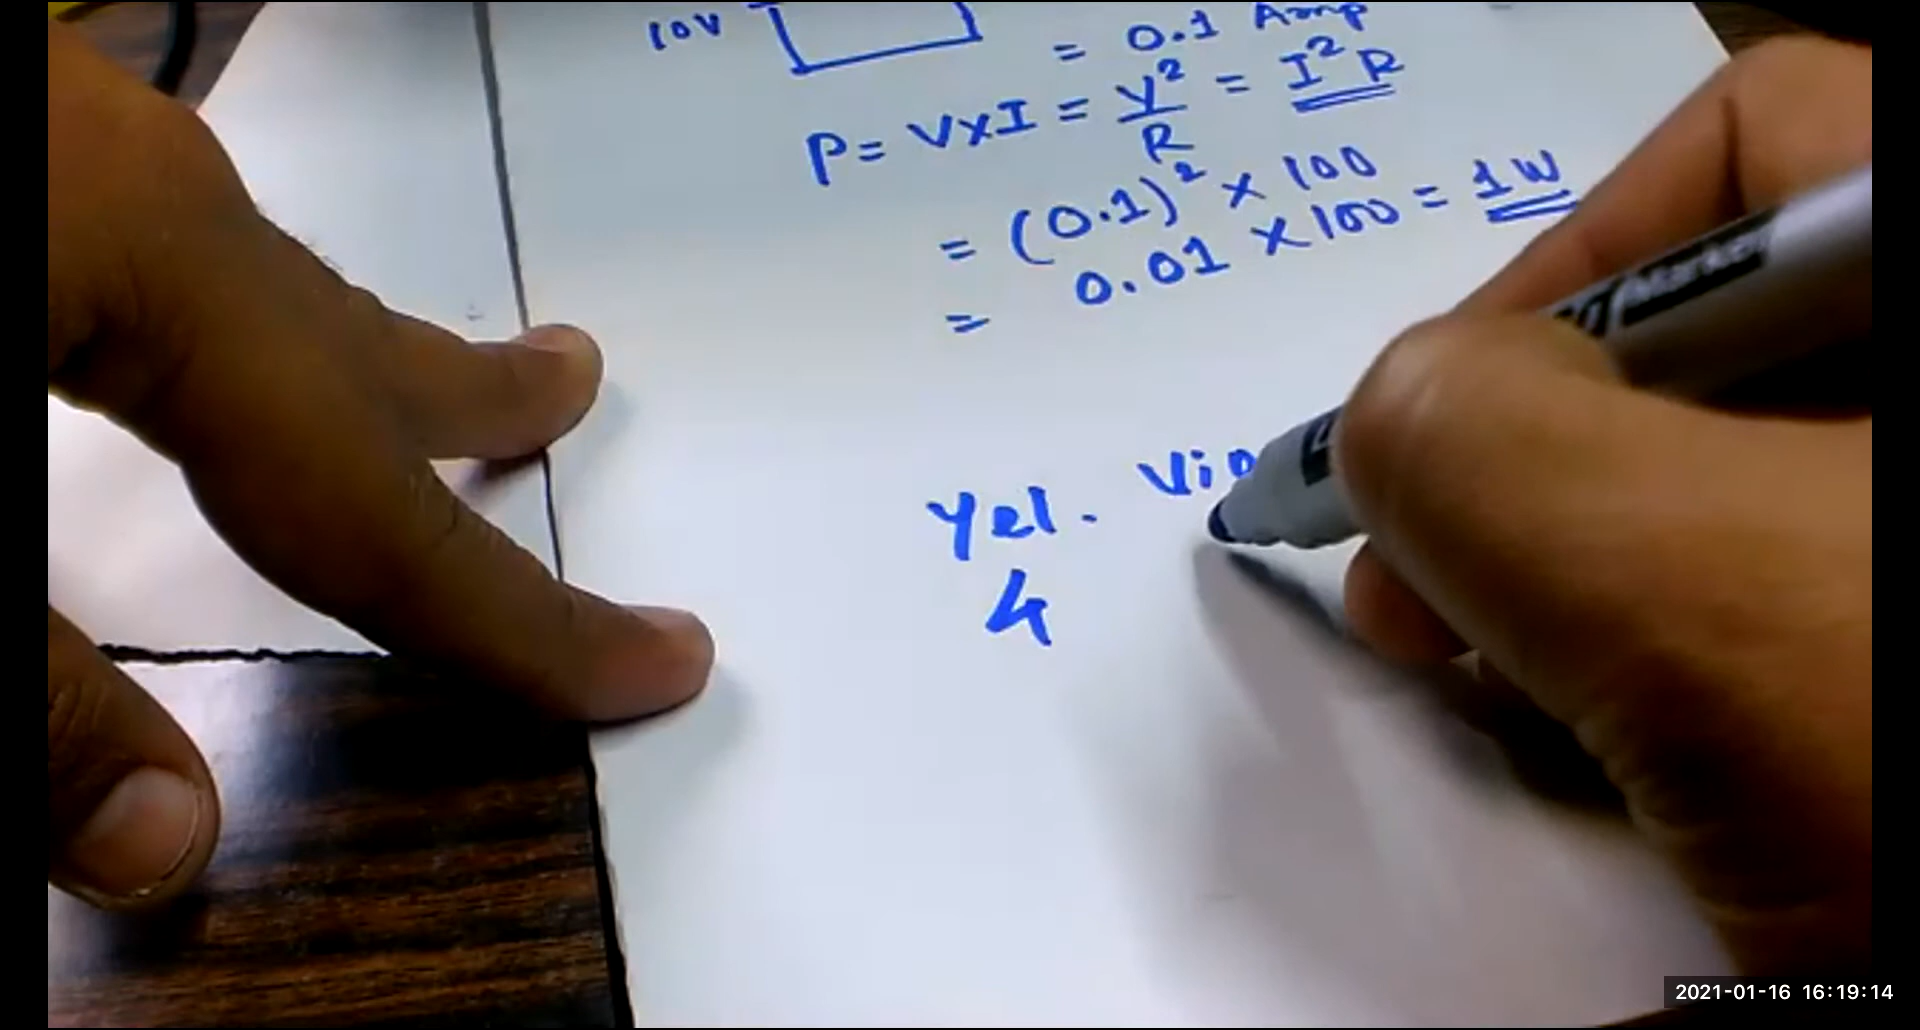 10V
= 0.1 Amp
P = V×I = V²/R = I²R
= (0.1)² × 100
= 0.01 × 100 = 1W
Yel. Vio
4
Marker
2021-01-16 16:19:14